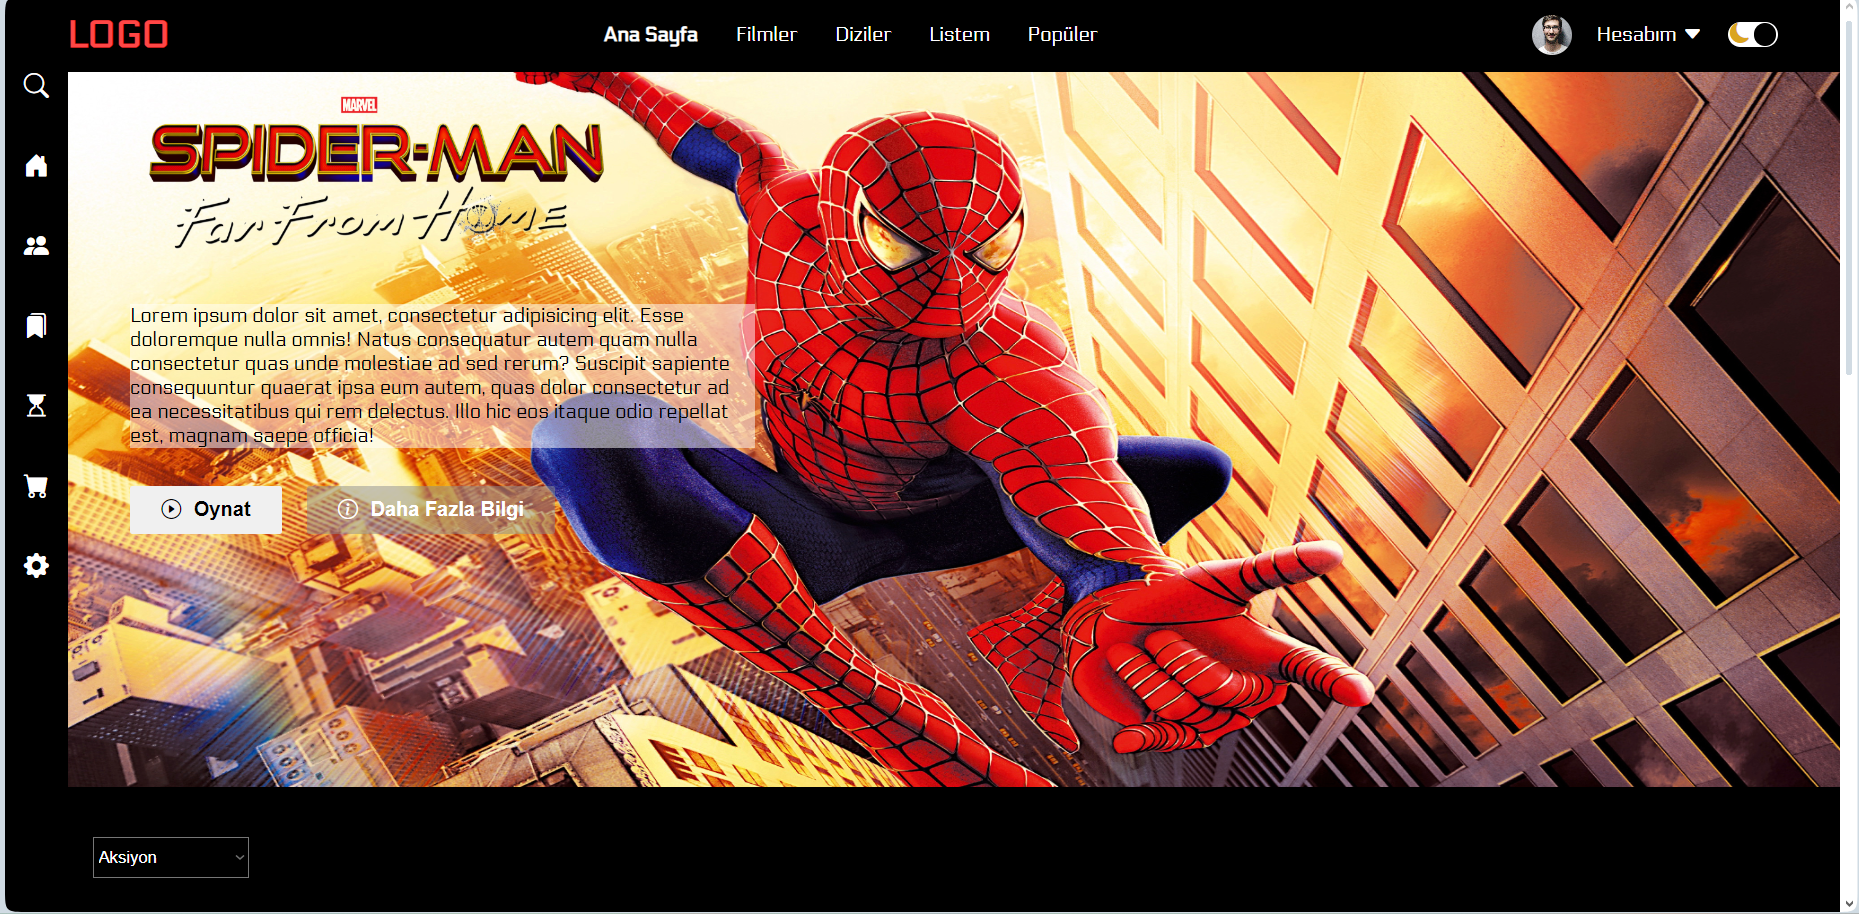 LOGO
Ana Sayfa
Filmler
Diziler
Listem
Popüler
Hesabım
MARVEL
SPIDER-MAN
Far From Home
Lorem ipsum dolor sit amet, consectetur adipisicing elit. Esse
doloremque nulla omnis! Natus consequatur autem quam nulla
consectetur quas unde molestiae ad sed rerum? Suscipit sapiente
consequuntur quaerat ipsa eum autem, quas dolor consectetur ad
ea necessitatibus qui rem delectus. Illo hic eos itaque odio repellat
est, magnam saepe officia!
Oynat
Daha Fazla Bilgi
Aksiyon